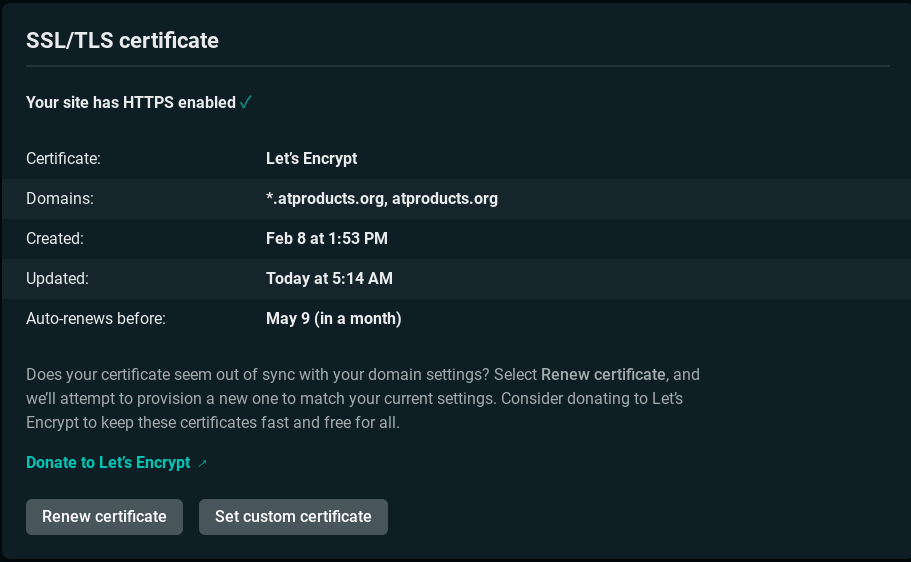 SSL/TLS certificate
Your site has HTTPS enabled ✓
Certificate: Let’s Encrypt
Domains: *.atproducts.org, atproducts.org
Created: Feb 8 at 1:53 PM
Updated: Today at 5:14 AM
Auto-renews before: May 9 (in a month)
Does your certificate seem out of sync with your domain settings? Select Renew certificate, and
we’ll attempt to provision a new one to match your current settings. Consider donating to Let’s
Encrypt to keep these certificates fast and free for all.
Donate to Let’s Encrypt ↗
Renew certificate Set custom certificate